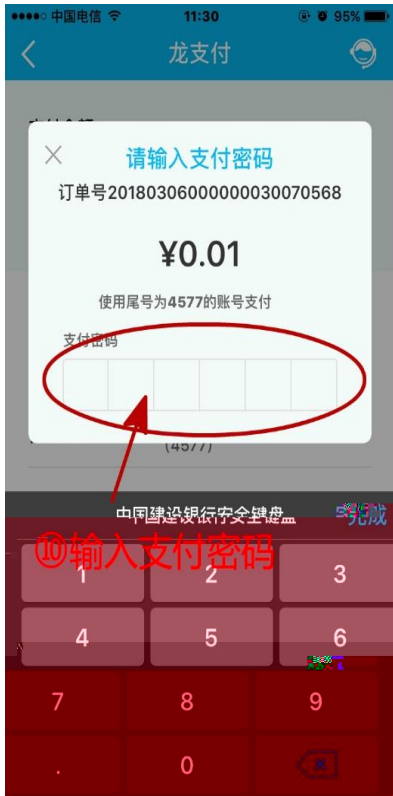 中国电信 11:30 95%
龙支付
请输入支付密码
订单号20180306000000030070568
¥0.01
使用尾号为4577的账号支付
支付密码
(4577)
中国建设银行安全键盘 完成
⑩输入支付密码
1 2 3
4 5 6
7 8 9
. 0